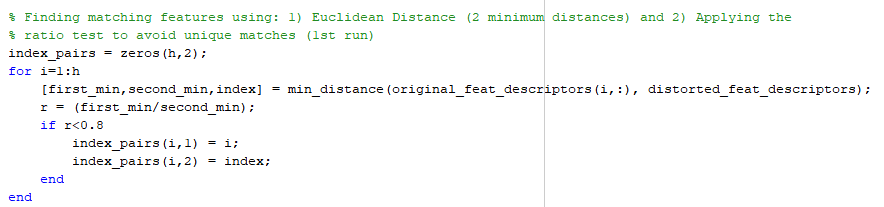 % Finding matching features using: 1) Euclidean Distance (2 minimum distances) and 2) Applying the
% ratio test to avoid unique matches (1st run)
index_pairs = zeros(h,2);
for i=1:h
    [first_min,second_min,index] = min_distance(original_feat_descriptors(i,:), distorted_feat_descriptors);
    r = (first_min/second_min);
    if r<0.8
        index_pairs(i,1) = i;
        index_pairs(i,2) = index;
    end
end